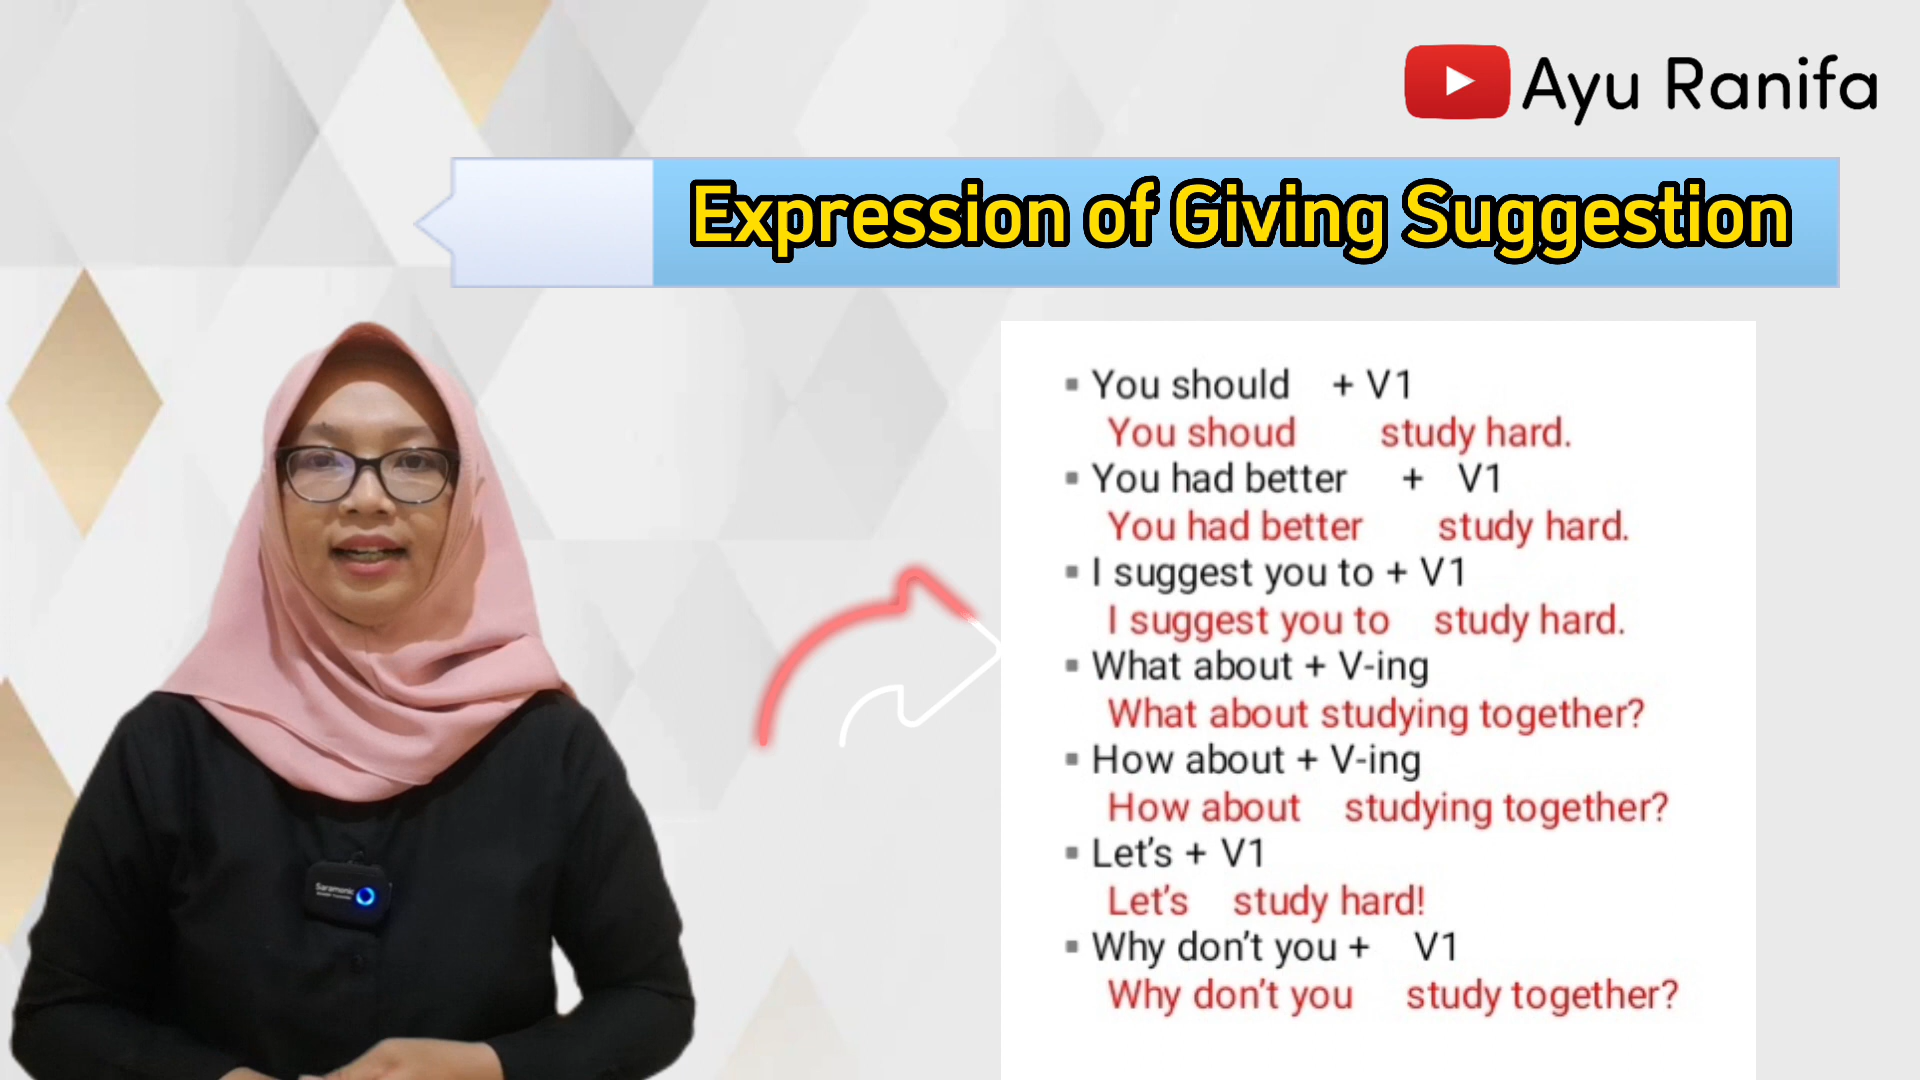 Ayu Ranifa
Expression of Giving Suggestion
You should + V1
You shoud study hard.
You had better + V1
You had better study hard.
I suggest you to + V1
I suggest you to study hard.
What about + V-ing
What about studying together?
How about + V-ing
How about studying together?
Let's + V1
Let's study hard!
Why don't you + V1
Why don't you study together?
Saramonic